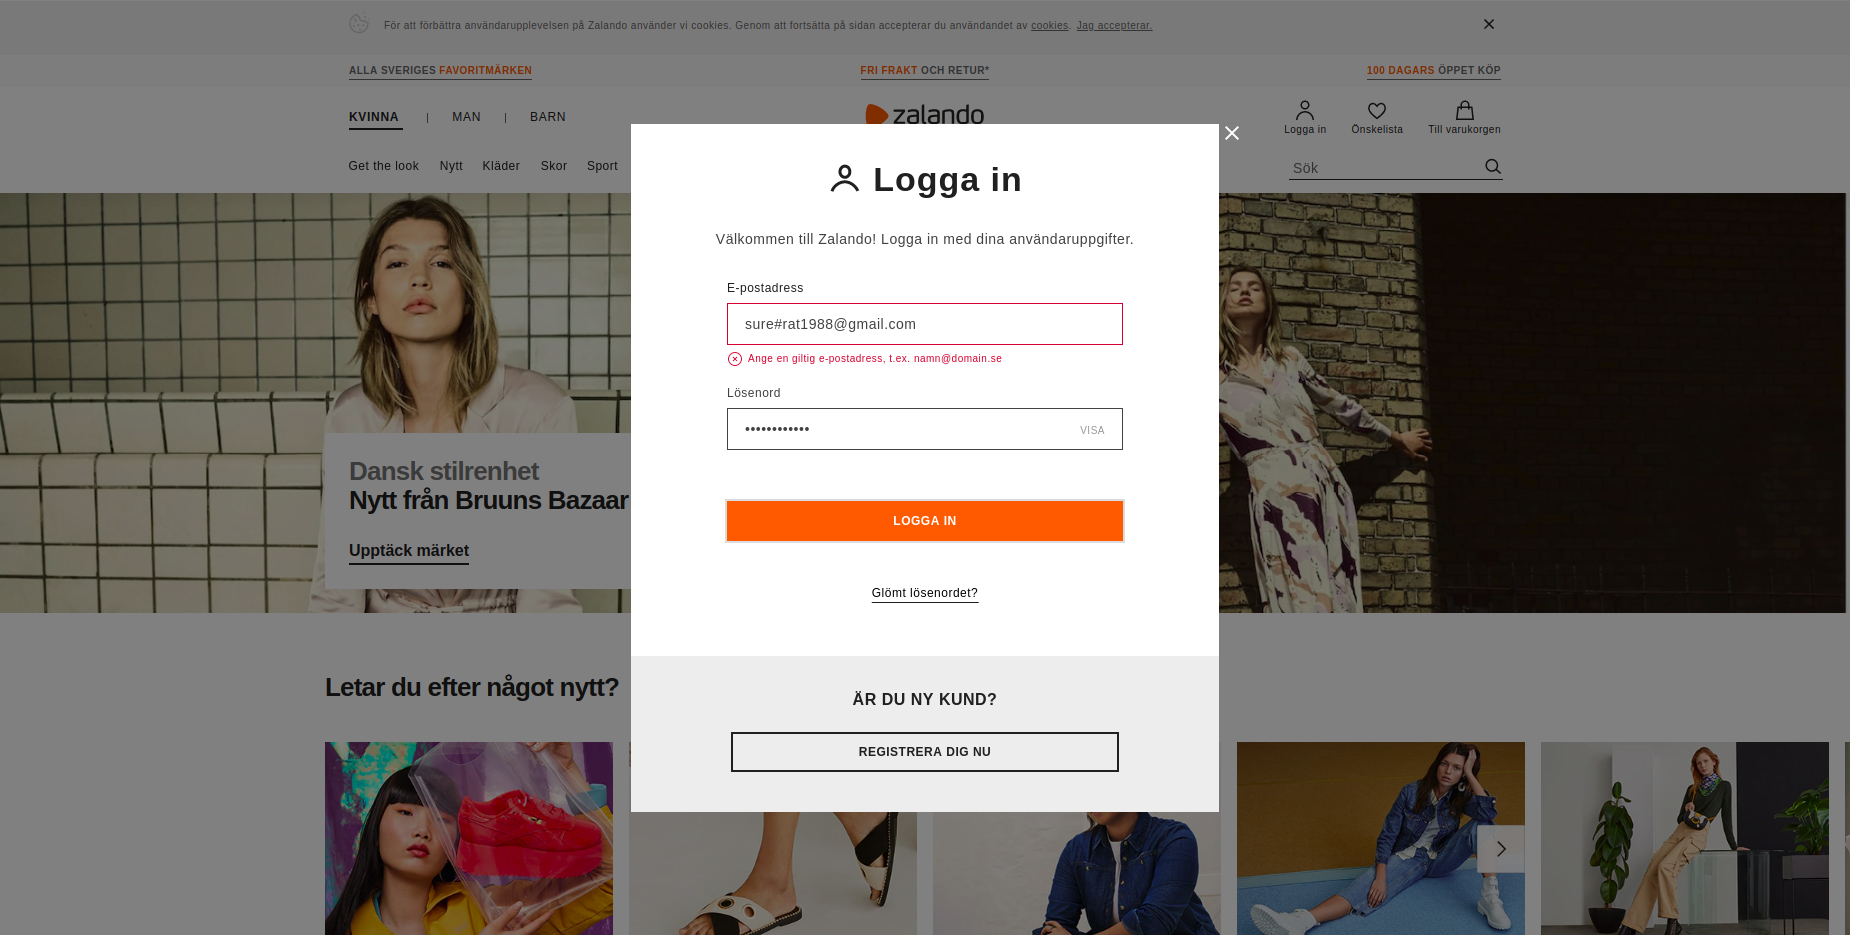 För att förbättra användarupplevelsen på Zalando använder vi cookies. Genom att fortsätta på sidan accepterar du användandet av cookies. Jag accepterar.
ALLA SVERIGES FAVORITMÄRKEN
FRI FRAKT OCH RETUR*
100 DAGARS ÖPPET KÖP
KVINNA | MAN | BARN
zalando
Logga in
Önskelista
Till varukorgen
Get the look
Nytt
Kläder
Skor
Sport
Sök
Logga in
Välkommen till Zalando! Logga in med dina användaruppgifter.
E-postadress
sure#rat1988@gmail.com
Ange en giltig e-postadress, t.ex. namn@domain.se
Lösenord
•••••••••••• VISA
LOGGA IN
Glömt lösenordet?
ÄR DU NY KUND?
REGISTRERA DIG NU
Dansk stilrenhet
Nytt från Bruuns Bazaar
Upptäck märket
Letar du efter något nytt?